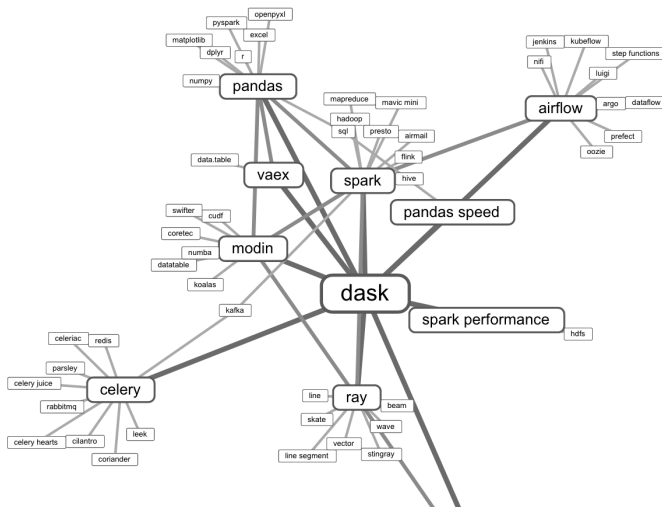 openpyxl
pyspark
excel
matplotlib
dplyr
r
numpy
pandas
jenkins
kubeflow
step functions
nifi
luigi
airflow
argo
dataflow
prefect
oozie
mapreduce
mavic mini
hadoop
sql
presto
airmail
flink
hive
spark
data.table
vaex
pandas speed
swifter
cudf
coretec
modin
numba
datatable
koalas
dask
kafka
spark performance
hdfs
celeriac
redis
parsley
celery juice
celery
rabbitmq
celery hearts
cilantro
leek
coriander
line
ray
beam
skate
wave
vector
line segment
stingray